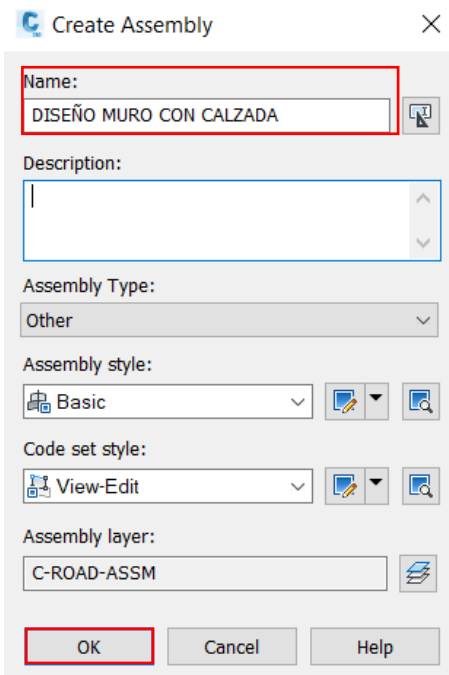 Create Assembly
Name:
DISEÑO MURO CON CALZADA
Description:
Assembly Type:
Other
Assembly style:
Basic
Code set style:
View-Edit
Assembly layer:
C-ROAD-ASSM
OK Cancel Help